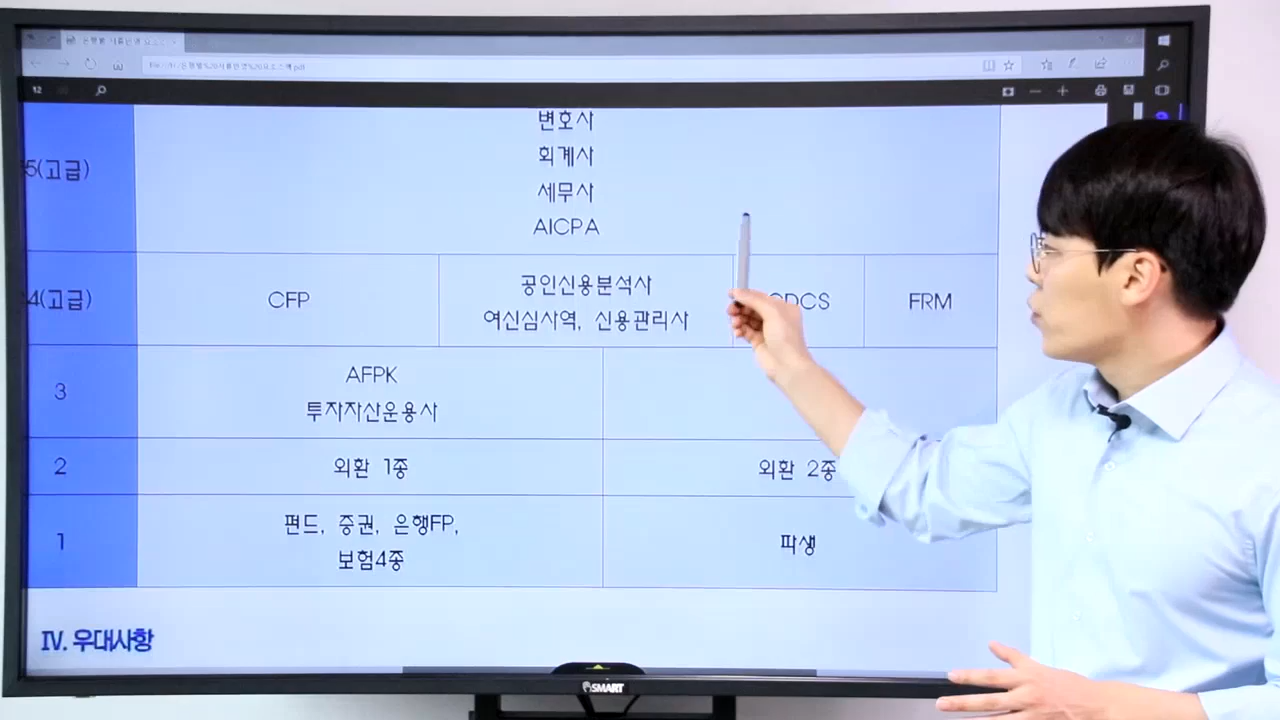 12
변호사
회계사
세무사
AICPA
5(고급)
4(고급)
CFP
공인신용분석사
여신심사역, 신용관리사
CDCS
FRM
3
AFPK
투자자산운용사
2
외환 1종
외환 2종
1
펀드, 증권, 은행FP,
보험4종
파생
Ⅳ. 우대사항
SMART